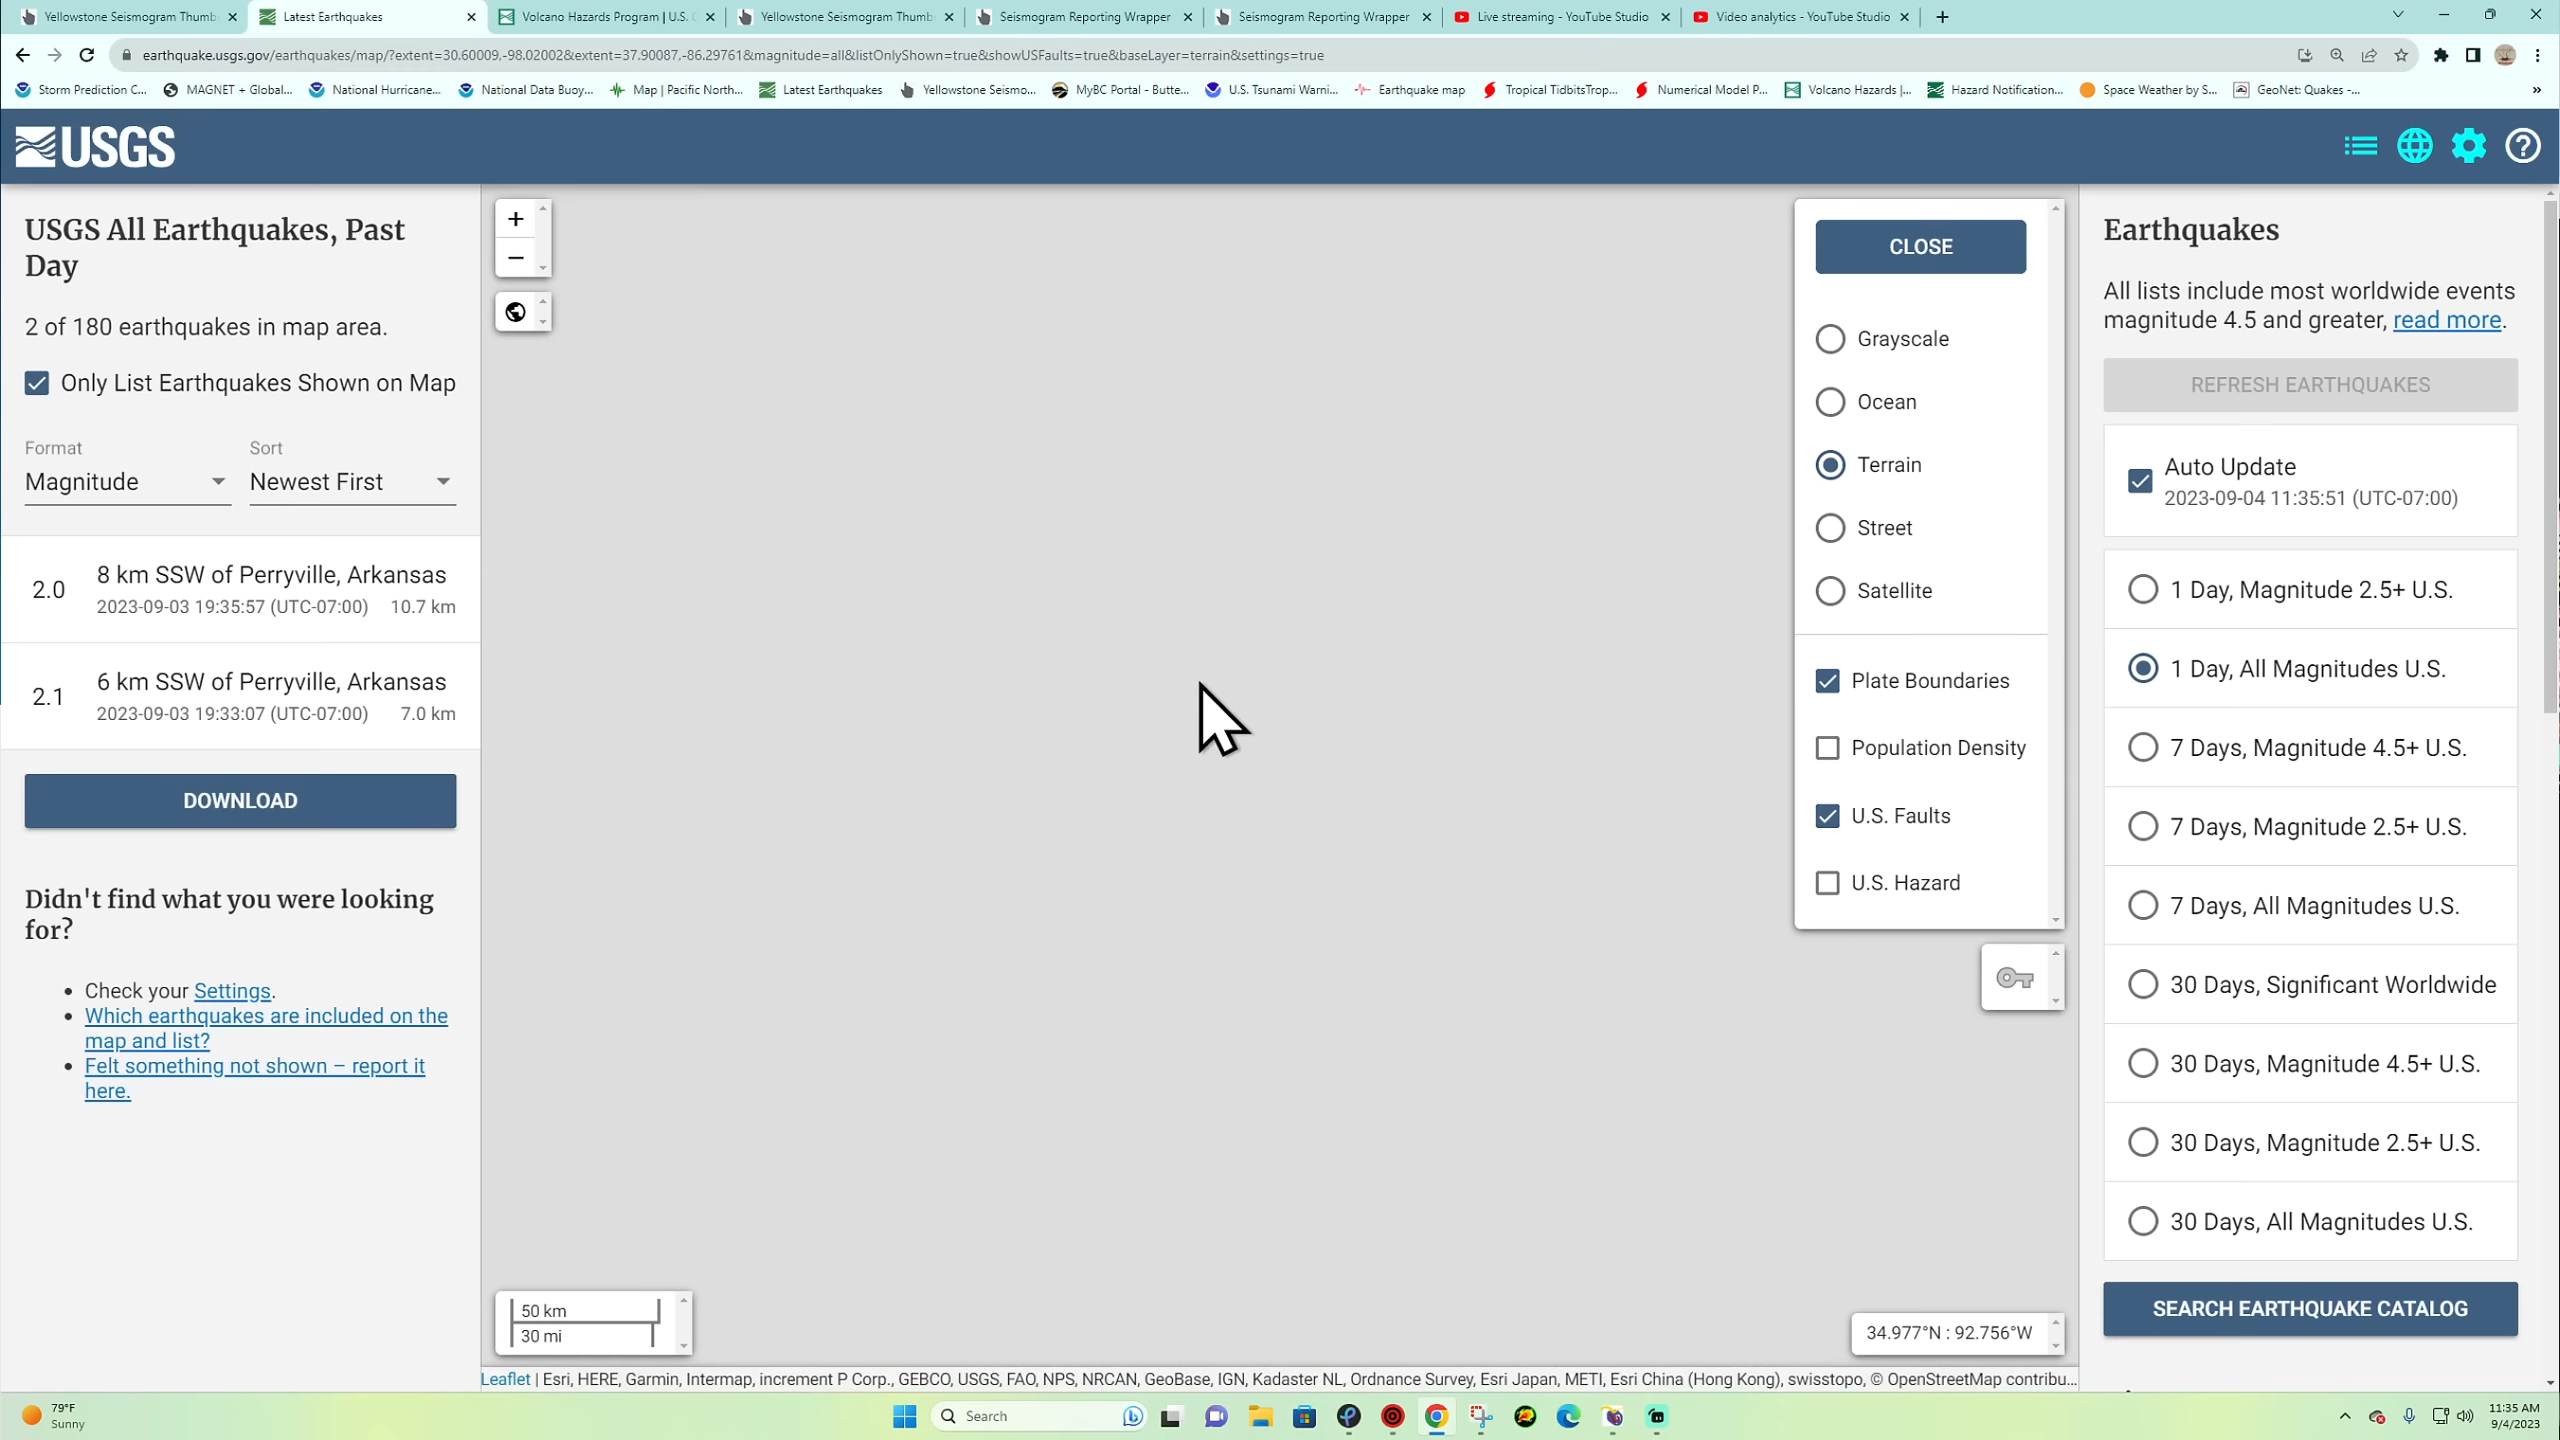 Yellowstone Seismogram Thumb
Latest Earthquakes
Volcano Hazards Program | U.S. G
Yellowstone Seismogram Thumb
Seismogram Reporting Wrapper
Seismogram Reporting Wrapper
Live streaming - YouTube Studio
Video analytics - YouTube Studio
earthquake.usgs.gov/earthquakes/map/?extent=30.60009,-98.02002&extent=37.90087,-86.29761&magnitude=all&listOnlyShown=true&showUSFaults=true&baseLayer=terrain&settings=true
Storm Prediction C...
MAGNET + Global...
National Hurricane...
National Data Buoy...
Map | Pacific North...
Latest Earthquakes
Yellowstone Seismo...
MyBC Portal - Butte...
U.S. Tsunami Warni...
Earthquake map
Tropical TidbitsTrop...
Numerical Model P...
Volcano Hazards |...
Hazard Notification...
Space Weather by S...
GeoNet: Quakes -...
USGS
USGS All Earthquakes, Past
Day
2 of 180 earthquakes in map area.
Only List Earthquakes Shown on Map
Format
Sort
Magnitude
Newest First
2.0
8 km SSW of Perryville, Arkansas
2023-09-03 19:35:57 (UTC-07:00) 10.7 km
2.1
6 km SSW of Perryville, Arkansas
2023-09-03 19:33:07 (UTC-07:00) 7.0 km
DOWNLOAD
Didn't find what you were looking
for?
Check your Settings.
Which earthquakes are included on the
map and list?
Felt something not shown – report it
here.
+
−
50 km
30 mi
CLOSE
Grayscale
Ocean
Terrain
Street
Satellite
Plate Boundaries
Population Density
U.S. Faults
U.S. Hazard
34.977°N : 92.756°W
Leaflet | Esri, HERE, Garmin, Intermap, increment P Corp., GEBCO, USGS, FAO, NPS, NRCAN, GeoBase, IGN, Kadaster NL, Ordnance Survey, Esri Japan, METI, Esri China (Hong Kong), swisstopo, © OpenStreetMap contribu...
Earthquakes
All lists include most worldwide events
magnitude 4.5 and greater, read more.
REFRESH EARTHQUAKES
Auto Update
2023-09-04 11:35:51 (UTC-07:00)
1 Day, Magnitude 2.5+ U.S.
1 Day, All Magnitudes U.S.
7 Days, Magnitude 4.5+ U.S.
7 Days, Magnitude 2.5+ U.S.
7 Days, All Magnitudes U.S.
30 Days, Significant Worldwide
30 Days, Magnitude 4.5+ U.S.
30 Days, Magnitude 2.5+ U.S.
30 Days, All Magnitudes U.S.
SEARCH EARTHQUAKE CATALOG
79°F
Sunny
Search
11:35 AM
9/4/2023